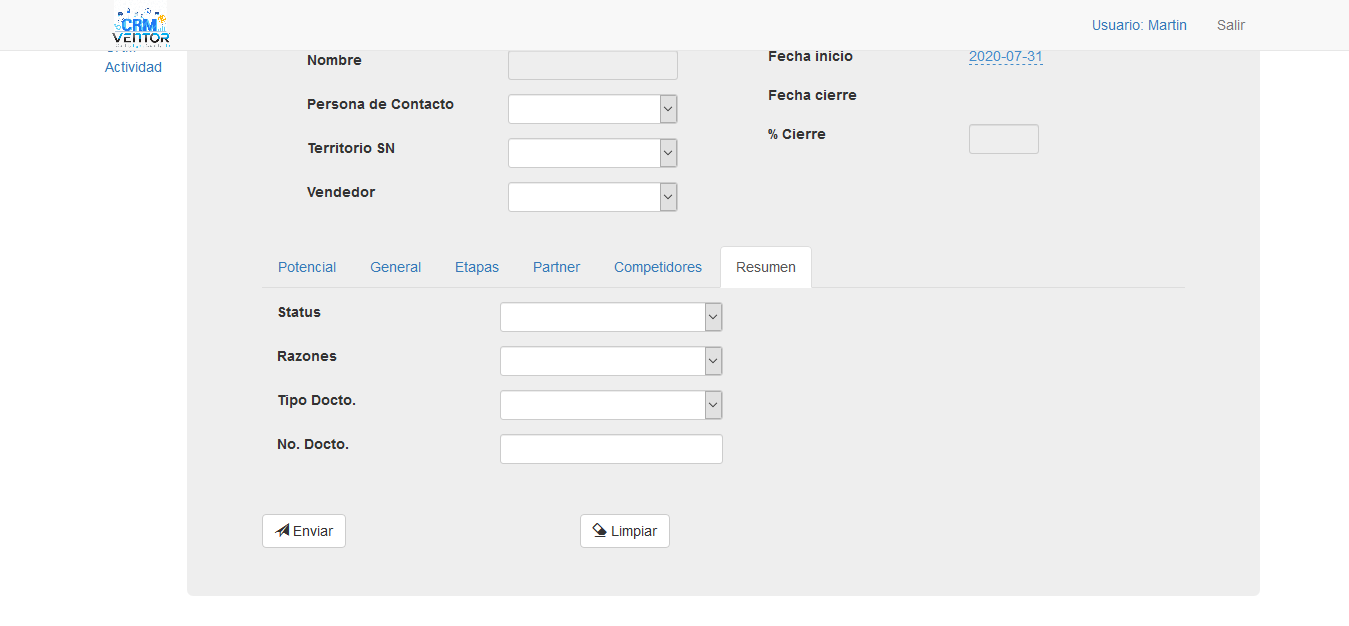 CRM
VENTOR
Usuario: Martin
Salir
Actividad
Nombre
Fecha inicio
2020-07-31
Persona de Contacto
Fecha cierre
Territorio SN
% Cierre
Vendedor
Potencial
General
Etapas
Partner
Competidores
Resumen
Status
Razones
Tipo Docto.
No. Docto.
Enviar
Limpiar